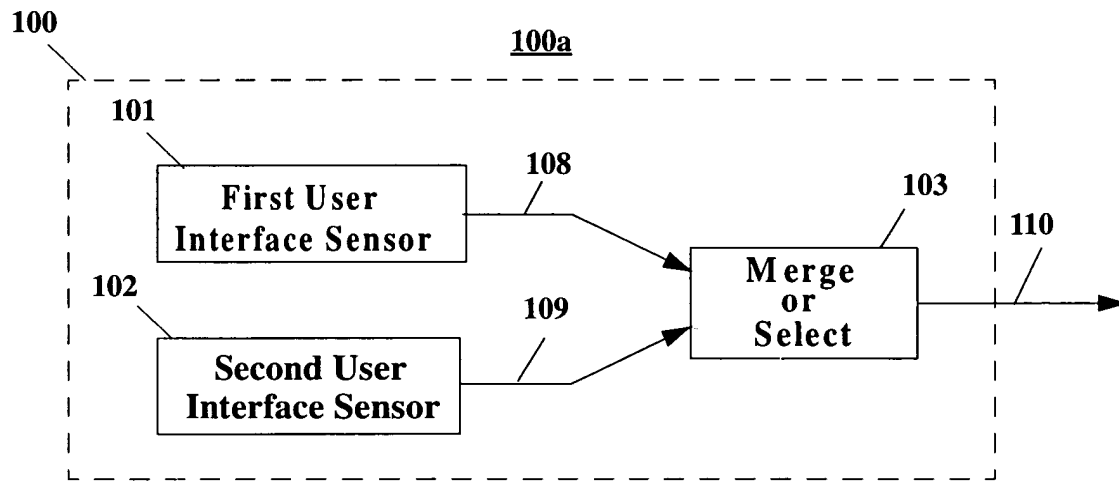 100
100a
101
First User
Interface Sensor
108
103
Merge
or
Select
110
102
Second User
Interface Sensor
109